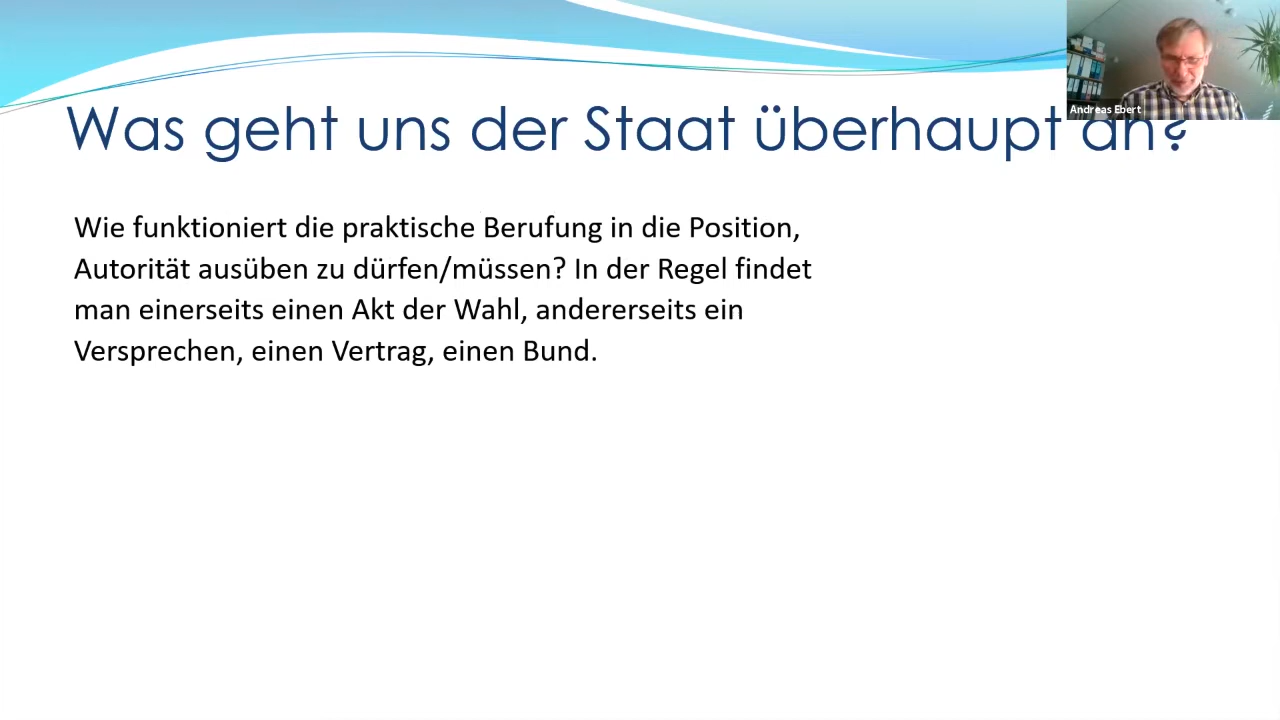 Was geht uns der Staat überhaupt an?
Andreas Ebert
Wie funktioniert die praktische Berufung in die Position,
Autorität ausüben zu dürfen/müssen? In der Regel findet
man einerseits einen Akt der Wahl, andererseits ein
Versprechen, einen Vertrag, einen Bund.